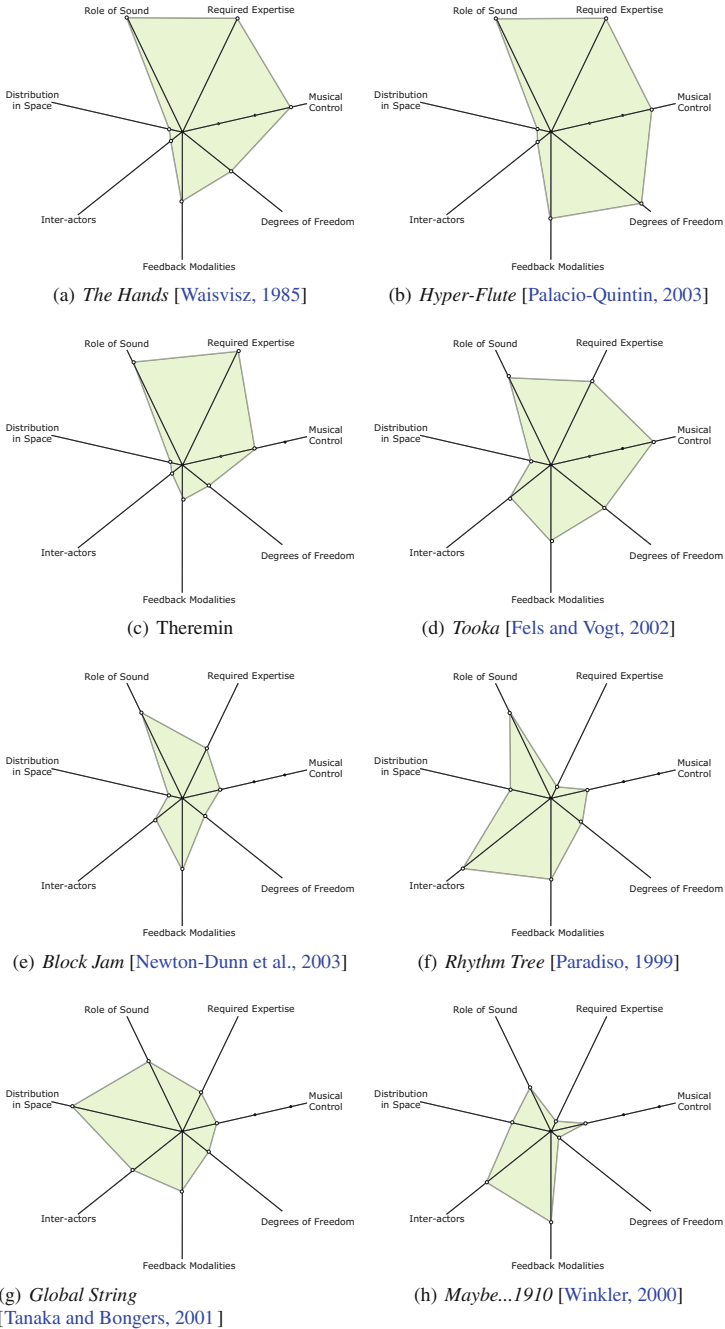 Role of Sound Required Expertise
Distribution
in Space
Musical
Control
Inter-actors
Degrees of Freedom
Feedback Modalities
(a) The Hands [Waisvisz, 1985]
Role of Sound Required Expertise
Distribution
in Space
Musical
Control
Inter-actors
Degrees of Freedom
Feedback Modalities
(b) Hyper-Flute [Palacio-Quintin, 2003]
Role of Sound Required Expertise
Distribution
in Space
Musical
Control
Inter-actors
Degrees of Freedom
Feedback Modalities
(c) Theremin
Role of Sound Required Expertise
Distribution
in Space
Musical
Control
Inter-actors
Degrees of Freedom
Feedback Modalities
(d) Tooka [Fels and Vogt, 2002]
Role of Sound Required Expertise
Distribution
in Space
Musical
Control
Inter-actors
Degrees of Freedom
Feedback Modalities
(e) Block Jam [Newton-Dunn et al., 2003]
Role of Sound Required Expertise
Distribution
in Space
Musical
Control
Inter-actors
Degrees of Freedom
Feedback Modalities
(f) Rhythm Tree [Paradiso, 1999]
Role of Sound Required Expertise
Distribution
in Space
Musical
Control
Inter-actors
Degrees of Freedom
Feedback Modalities
(g) Global String
[Tanaka and Bongers, 2001]
Role of Sound Required Expertise
Distribution
in Space
Musical
Control
Inter-actors
Degrees of Freedom
Feedback Modalities
(h) Maybe...1910 [Winkler, 2000]